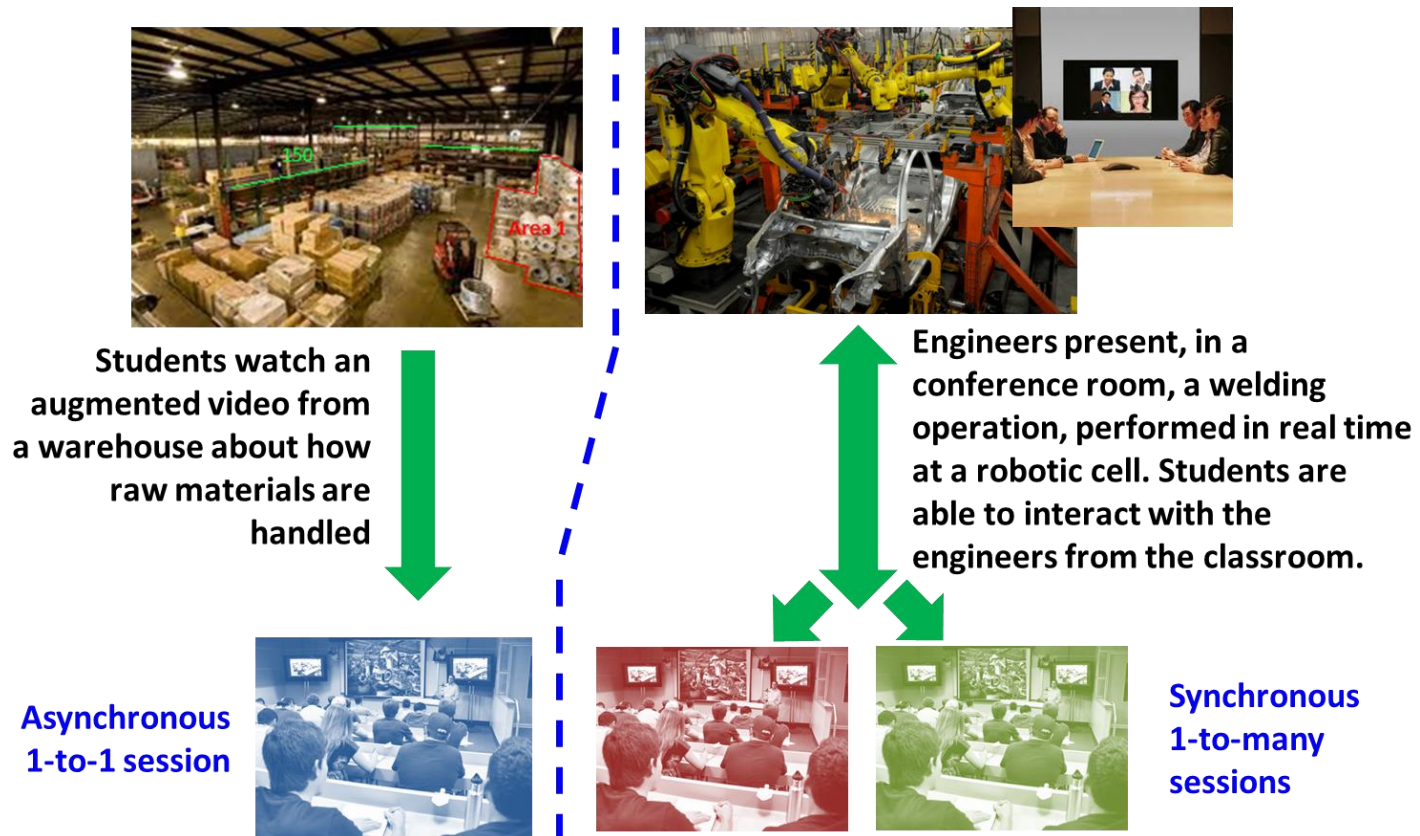 150
Area 1
Students watch an
augmented video from
a warehouse about how
raw materials are
handled
Engineers present, in a
conference room, a welding
operation, performed in real time
at a robotic cell. Students are
able to interact with the
engineers from the classroom.
Asynchronous
1-to-1 session
Synchronous
1-to-many
sessions